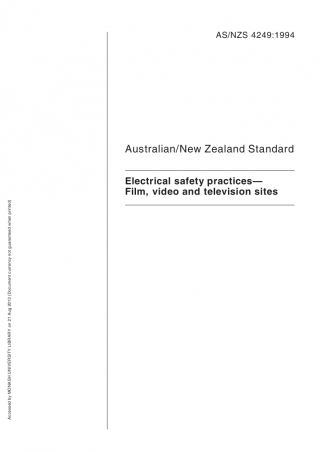 AS/NZS 4249:1994
Australian/New Zealand Standard
Electrical safety practices—
Film, video and television sites
Accessed by MONASH UNIVERSITY LIBRARY on 21 Aug 2013 (Document currency not guaranteed when printed)